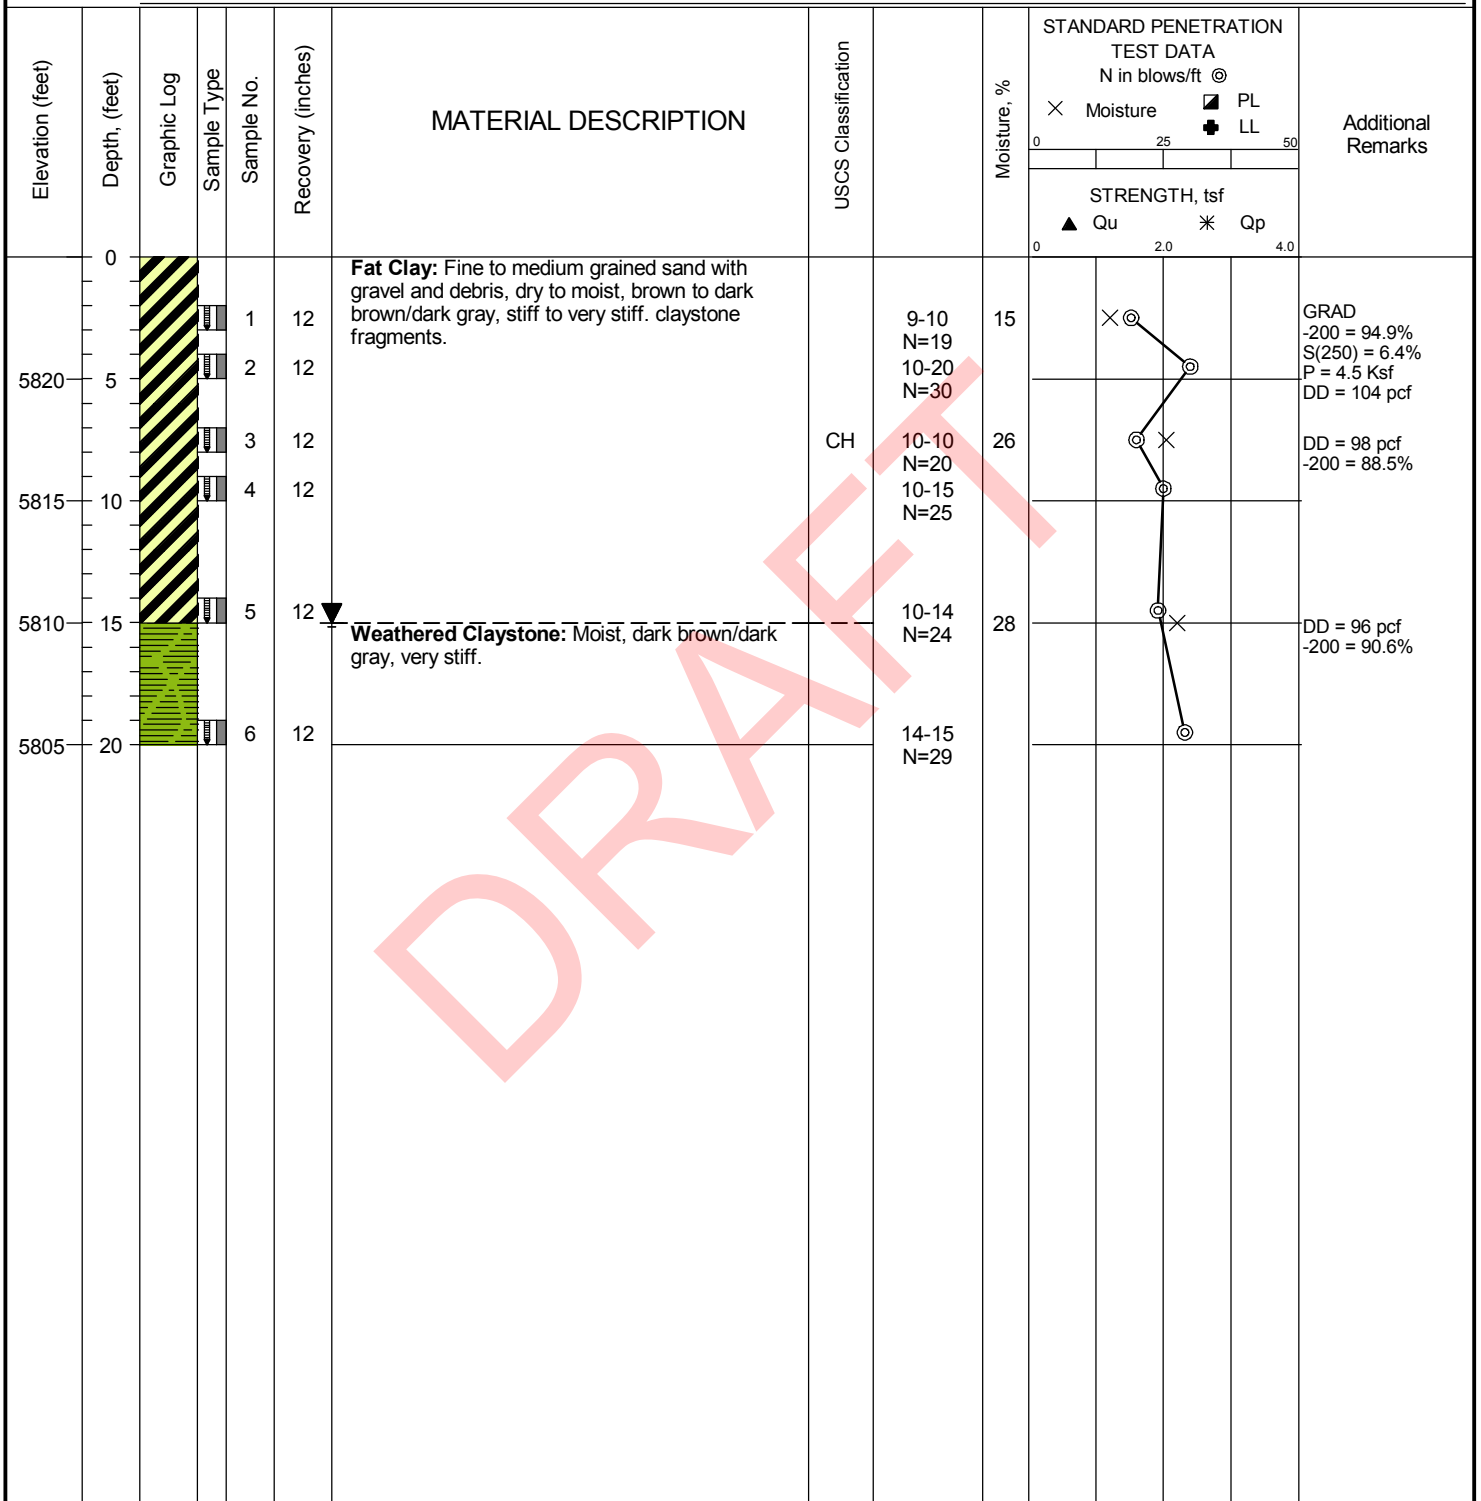 Elevation (feet)
Depth, (feet)
Graphic Log
Sample Type
Sample No.
Recovery (inches)
MATERIAL DESCRIPTION
USCS Classification
Moisture, %
STANDARD PENETRATION
TEST DATA
N in blows/ft
Moisture
PL
LL
0 25 50
STRENGTH, tsf
Qu Qp
0 2.0 4.0
Additional
Remarks
0
Fat Clay: Fine to medium grained sand with
gravel and debris, dry to moist, brown to dark
brown/dark gray, stiff to very stiff. claystone
fragments.
1 12 9-10 15
N=19
GRAD
-200 = 94.9%
S(250) = 6.4%
P = 4.5 Ksf
DD = 104 pcf
2 12 10-20
N=30
5820 5
3 12 CH 10-10 26
N=20
DD = 98 pcf
-200 = 88.5%
4 12 10-15
N=25
5815 10
5 12 10-14
N=24
28
5810 15
Weathered Claystone: Moist, dark brown/dark
gray, very stiff.
DD = 96 pcf
-200 = 90.6%
6 12 14-15
N=29
5805 20
DRAFT